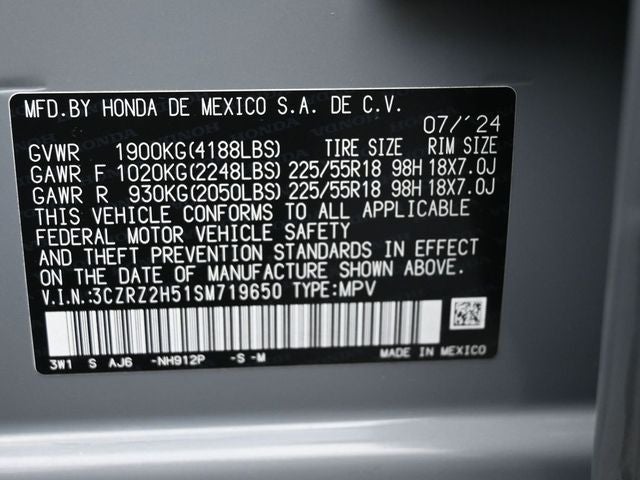 MFD.BY HONDA DE MEXICO S.A. DE C.V.
07/'24
GVWR 1900KG(4188LBS) TIRE SIZE RIM SIZE
GAWR F 1020KG(2248LBS) 225/55R18 98H 18X7.0J
GAWR R 930KG(2050LBS) 225/55R18 98H 18X7.0J
THIS VEHICLE CONFORMS TO ALL APPLICABLE
FEDERAL MOTOR VEHICLE SAFETY
AND THEFT PREVENTION STANDARDS IN EFFECT
ON THE DATE OF MANUFACTURE SHOWN ABOVE.
V.I.N.:3CZRZ2H51SM719650 TYPE:MPV
3W1 S AJ6 -NH912P -S -M MADE IN MEXICO